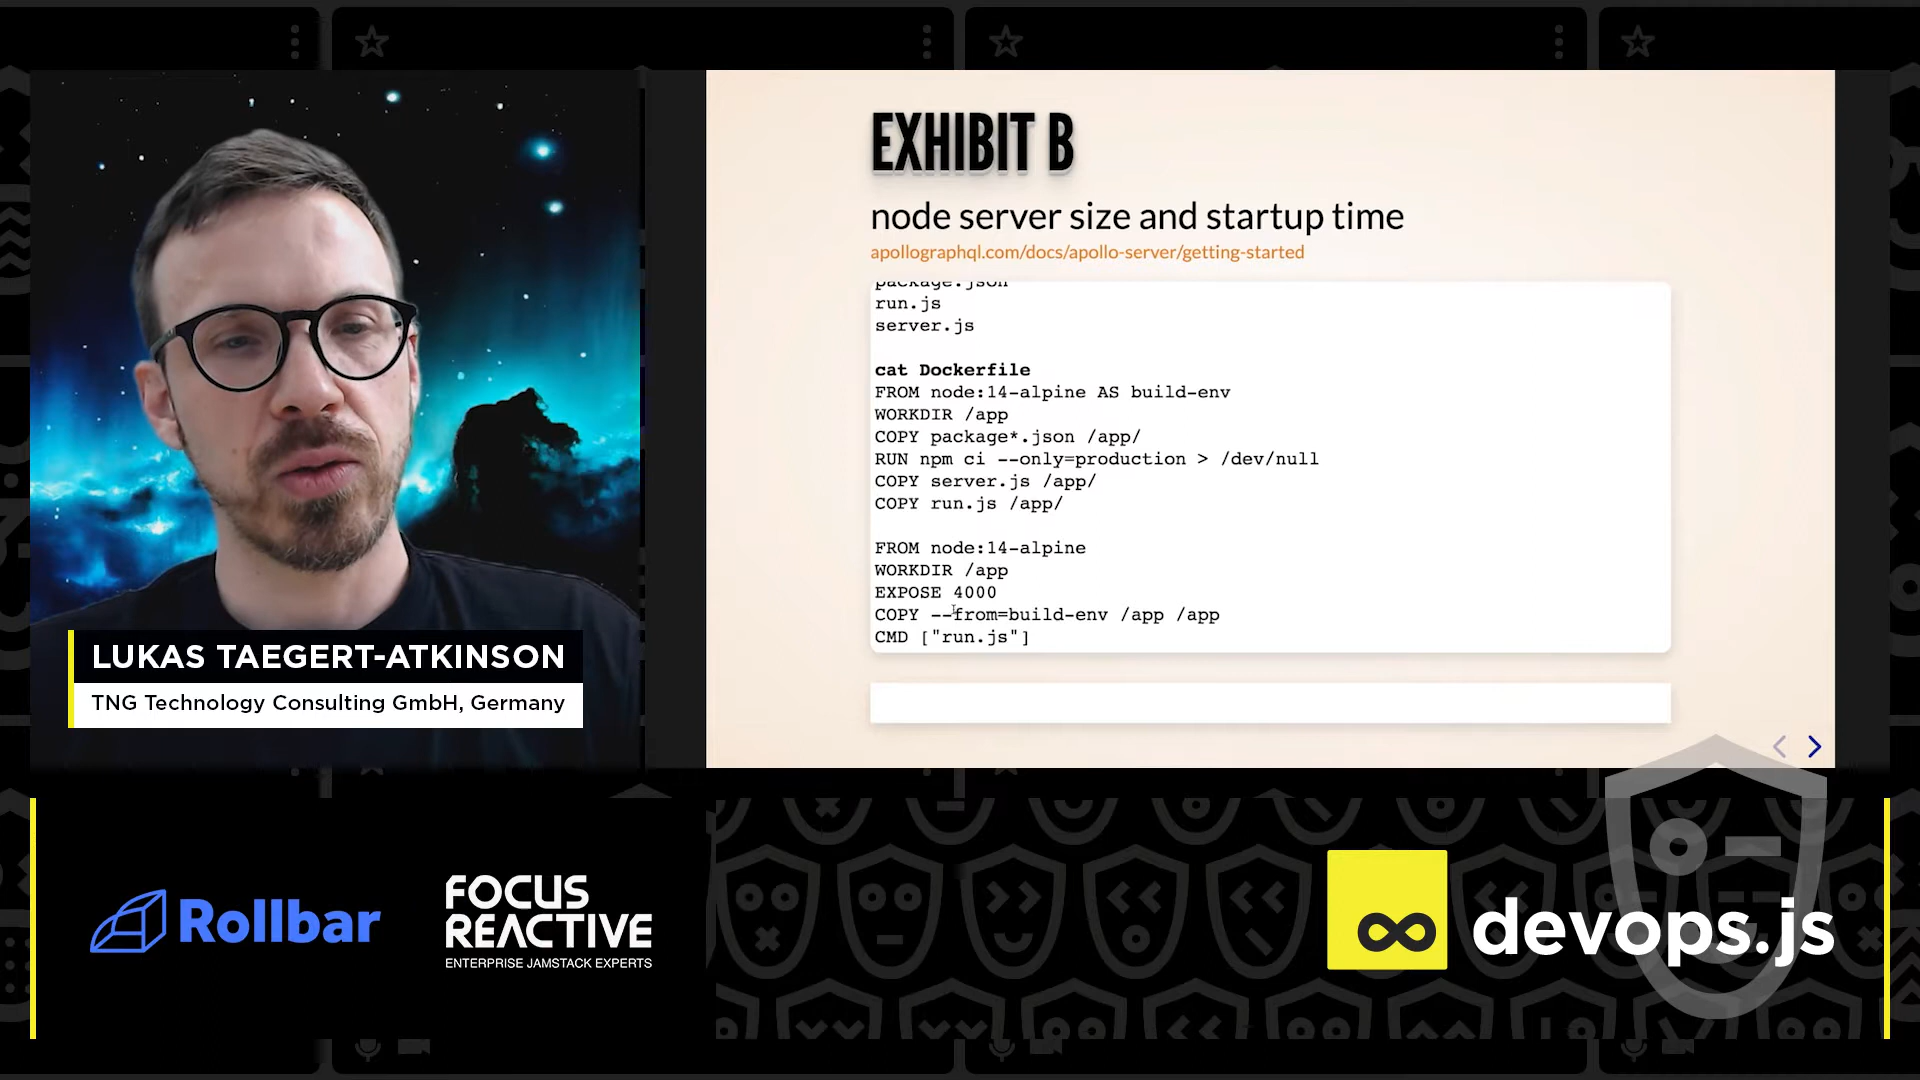 EXHIBIT B
node server size and startup time
apollographql.com/docs/apollo-server/getting-started
package.json
run.js
server.js
cat Dockerfile
FROM node:14-alpine AS build-env
WORKDIR /app
COPY package*.json /app/
RUN npm ci --only=production > /dev/null
COPY server.js /app/
COPY run.js /app/
FROM node:14-alpine
WORKDIR /app
EXPOSE 4000
COPY --from=build-env /app /app
CMD ["run.js"]
LUKAS TAEGERT-ATKINSON
TNG Technology Consulting GmbH, Germany
Rollbar
FOCUS
REACTIVE
ENTERPRISE JAMSTACK EXPERTS
devops.js